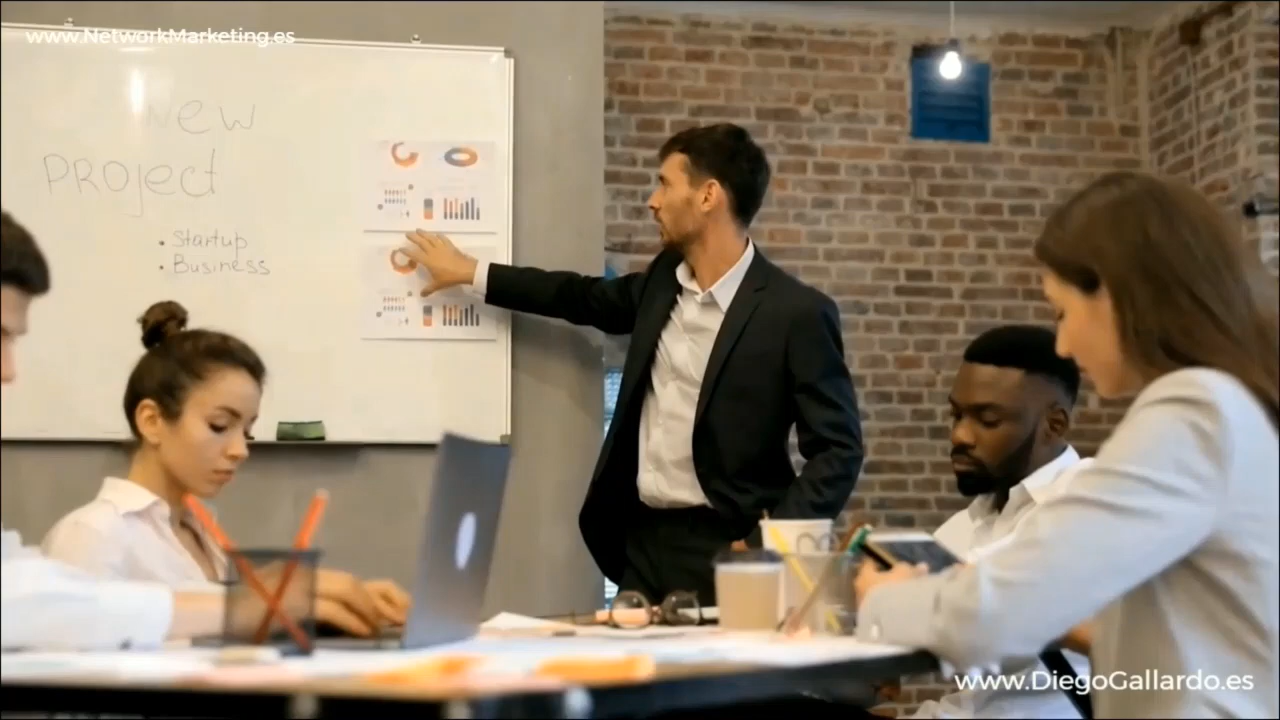 www.NetworkMarketing.es
New
PROJECT
• Startup
• Business
www.DiegoGallardo.es